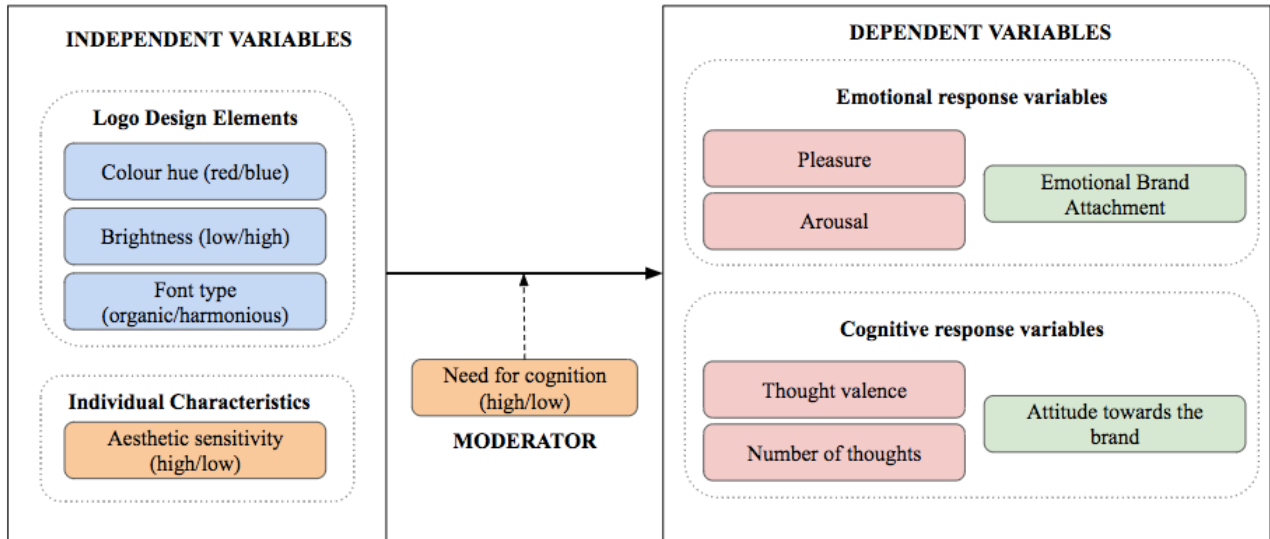 INDEPENDENT VARIABLES
Logo Design Elements
Colour hue (red/blue)
Brightness (low/high)
Font type
(organic/harmonious)
Individual Characteristics
Aesthetic sensitivity
(high/low)
Need for cognition
(high/low)
MODERATOR
DEPENDENT VARIABLES
Emotional response variables
Pleasure
Arousal
Emotional Brand
Attachment
Cognitive response variables
Thought valence
Number of thoughts
Attitude towards the
brand